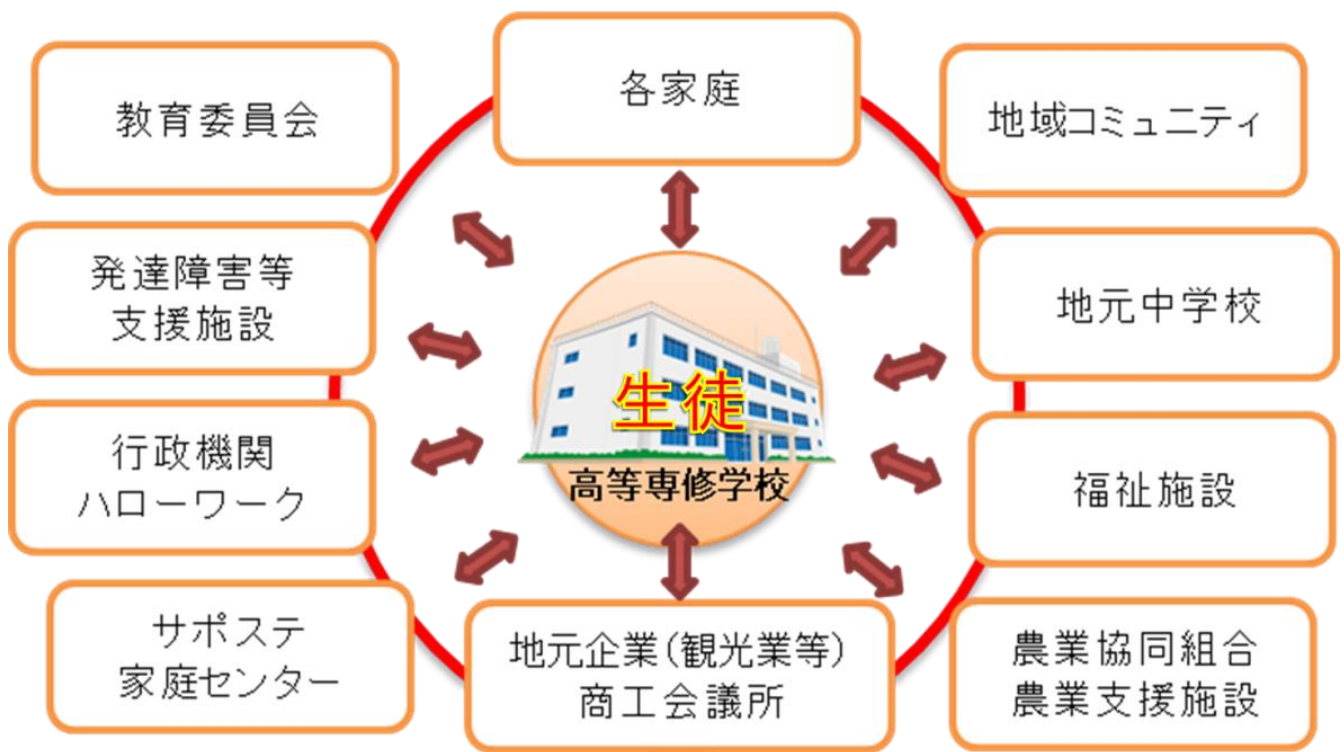 教育委員会
各家庭
地域コミュニティ
発達障害等
支援施設
地元中学校
生徒
高等専修学校
行政機関
ハローワーク
福祉施設
サポステ
家庭センター
地元企業(観光業等)
商工会議所
農業協同組合
農業支援施設